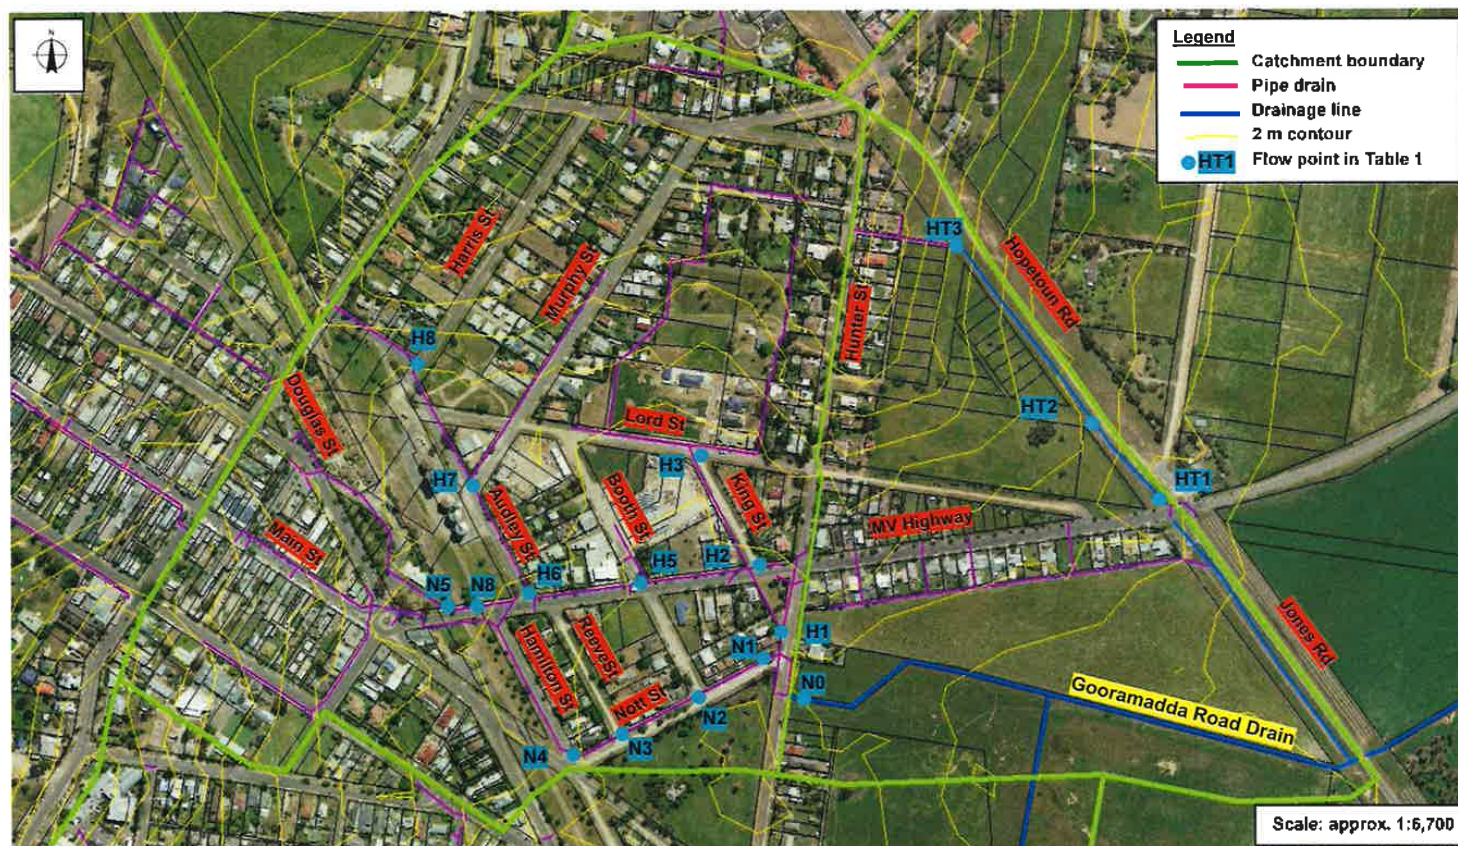 N
Legend
Catchment boundary
Pipe drain
Drainage line
2 m contour
HT1 Flow point in Table 1
Harris St
Murphy St
HT3
Hopetoun Rd
Hunter St
H8
Douglas St
HT2
Lord St
H3
H7
King St
HT1
Audley St
Booth St
MV Highway
Main St
H2
H5
N5
N8
H6
Hamilton St
ReeveSt
N1
H1
Jones Rd
Nott St
N0
N2
Gooramadda Road Drain
N3
N4
Scale: approx. 1:6,700